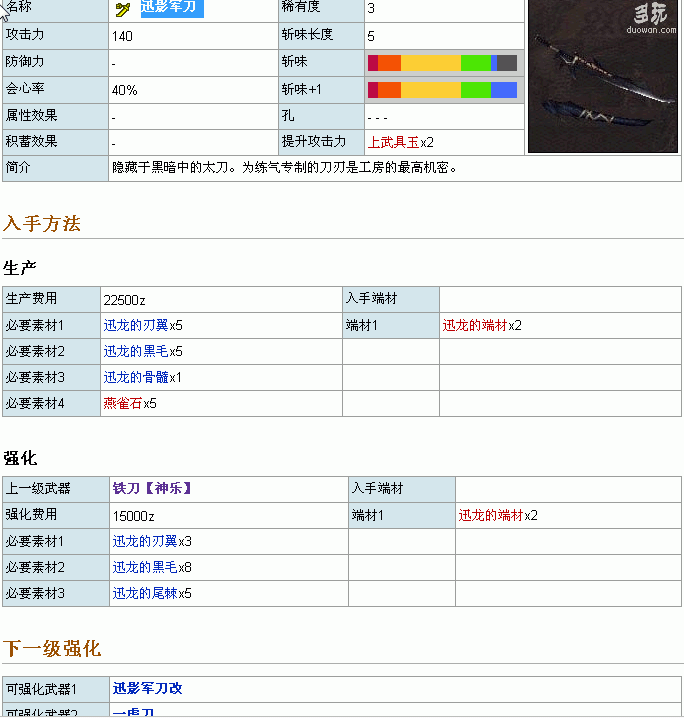 名称 迅影军刀 稀有度 3
多玩
duowan.com
攻击力 140 斩味长度 5
防御力 - 斩味
会心率 40% 斩味+1
属性效果 - 孔 - - -
积蓄效果 - 提升攻击力 上武具玉x2
简介 隐藏于黑暗中的太刀。为练气专制的刀刃是工房的最高机密。
入手方法
生产
生产费用 22500z 入手端材
必要素材1 迅龙的刃翼x5 端材1 迅龙的端材x2
必要素材2 迅龙的黑毛x5
必要素材3 迅龙的骨髓x1
必要素材4 燕雀石x5
强化
上一级武器 铁刀【神乐】 入手端材
强化费用 15000z 端材1 迅龙的端材x2
必要素材1 迅龙的刃翼x3
必要素材2 迅龙的黑毛x8
必要素材3 迅龙的尾棘x5
下一级强化
可强化武器1 迅影军刀改
可强化武器2 一虎刀